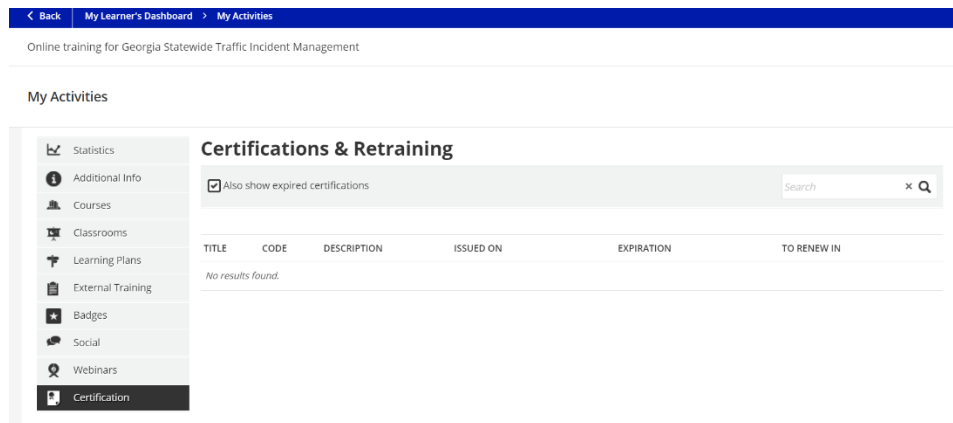 Back My Learner's Dashboard > My Activities
Online training for Georgia Statewide Traffic Incident Management
My Activities
Statistics
Additional Info
Courses
Classrooms
Learning Plans
External Training
Badges
Social
Webinars
Certification
Certifications & Retraining
Also show expired certifications
Search ×
TITLE CODE DESCRIPTION ISSUED ON EXPIRATION TO RENEW IN
No results found.